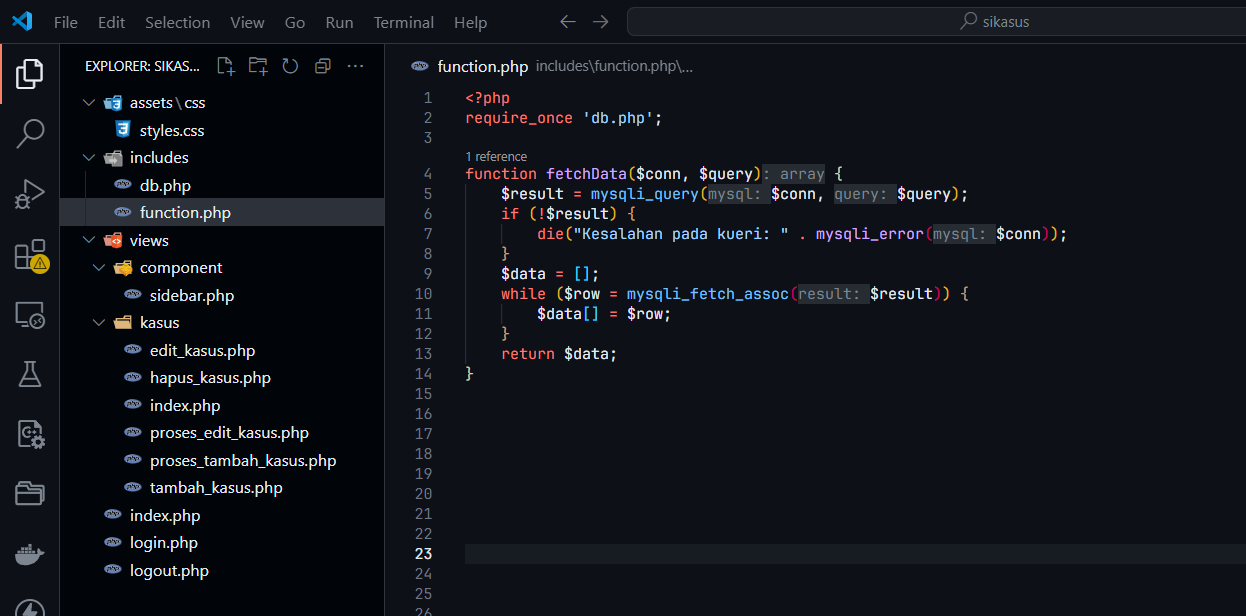 File Edit Selection View Go Run Terminal Help
sikasus
EXPLORER: SIKAS...
assets\css
styles.css
includes
db.php
function.php
views
component
sidebar.php
kasus
edit_kasus.php
hapus_kasus.php
index.php
proses_edit_kasus.php
proses_tambah_kasus.php
tambah_kasus.php
index.php
login.php
logout.php
function.php includes\function.php\...
1 <?php
2 require_once 'db.php';
3
1 reference
4 function fetchData($conn, $query): array {
5 $result = mysqli_query(mysql: $conn, query: $query);
6 if (!$result) {
7 die("Kesalahan pada kueri: " . mysqli_error(mysql: $conn));
8 }
9 $data = [];
10 while ($row = mysqli_fetch_assoc(result: $result)) {
11 $data[] = $row;
12 }
13 return $data;
14 }
15
16
17
18
19
20
21
22
23
24
25
26